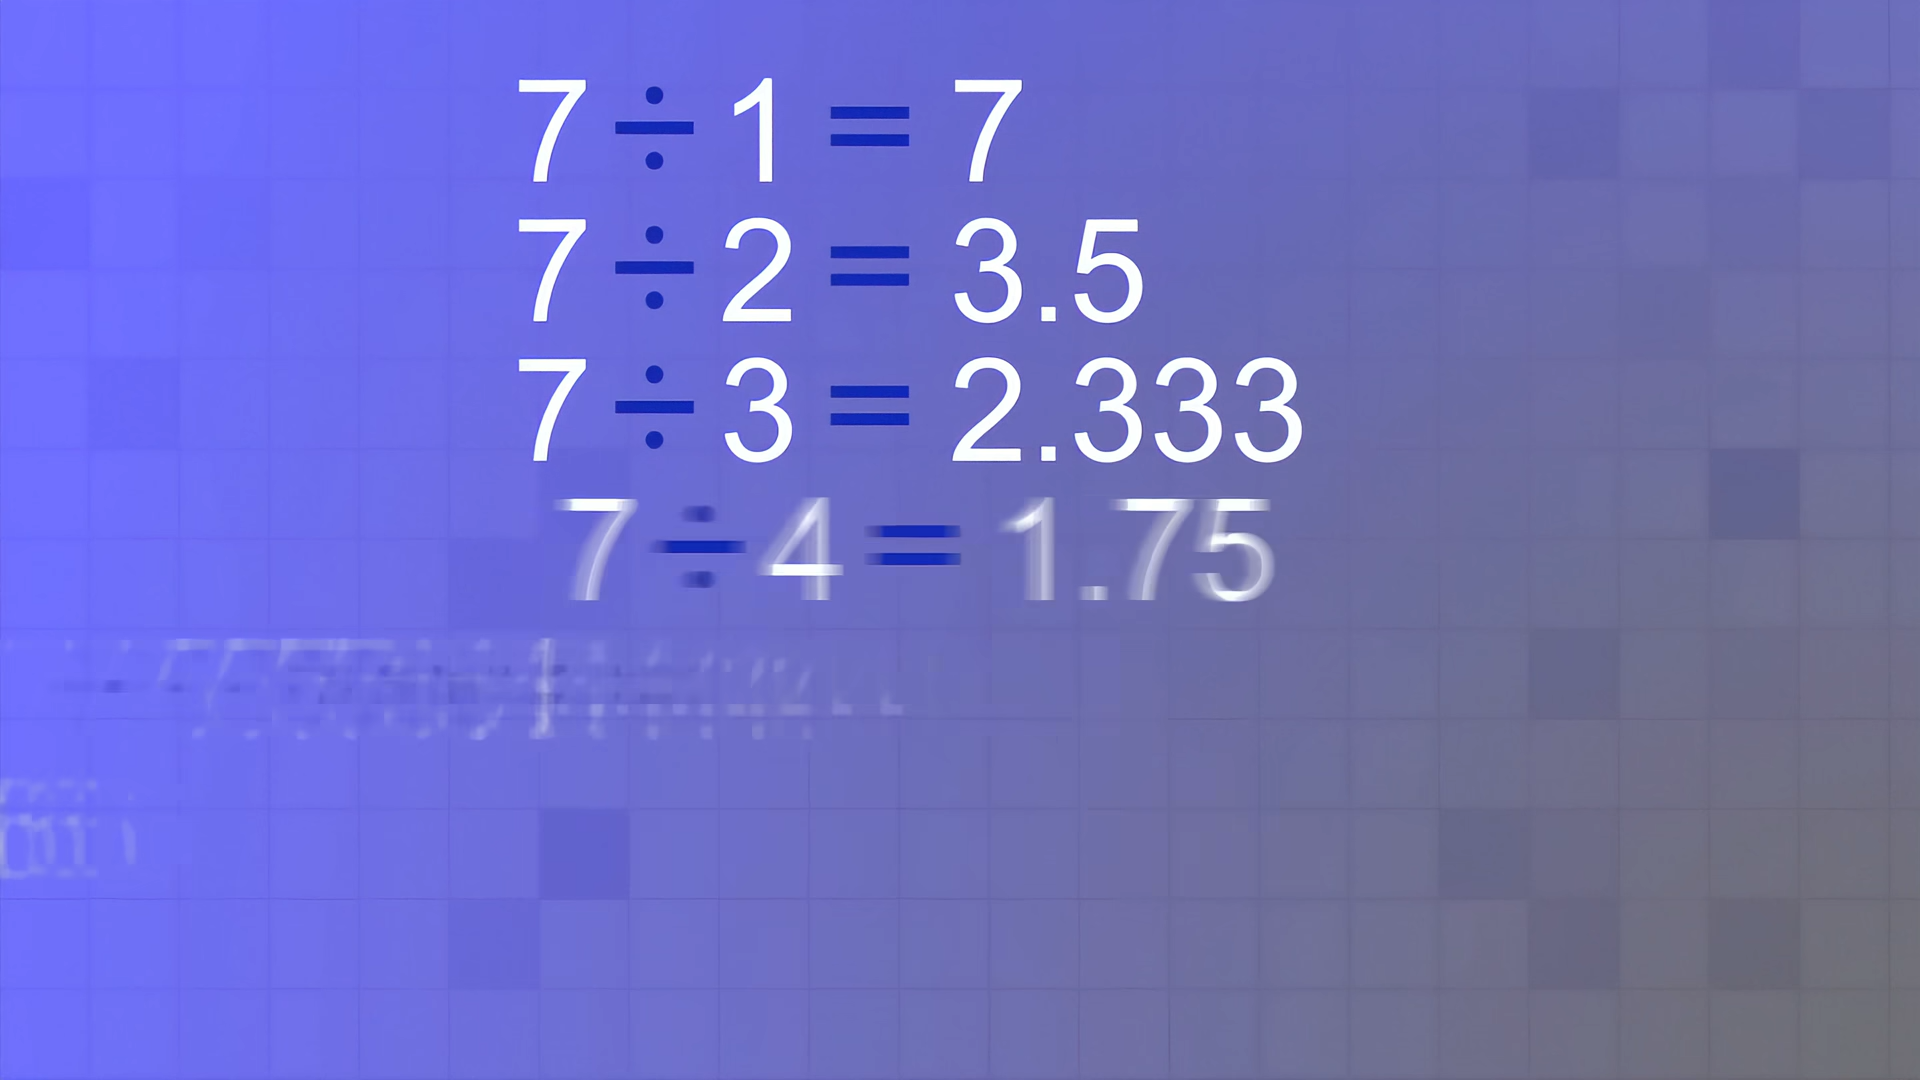 7 ÷ 1 = 7
7 ÷ 2 = 3.5
7 ÷ 3 = 2.333
7 ÷ 4 = 1.75